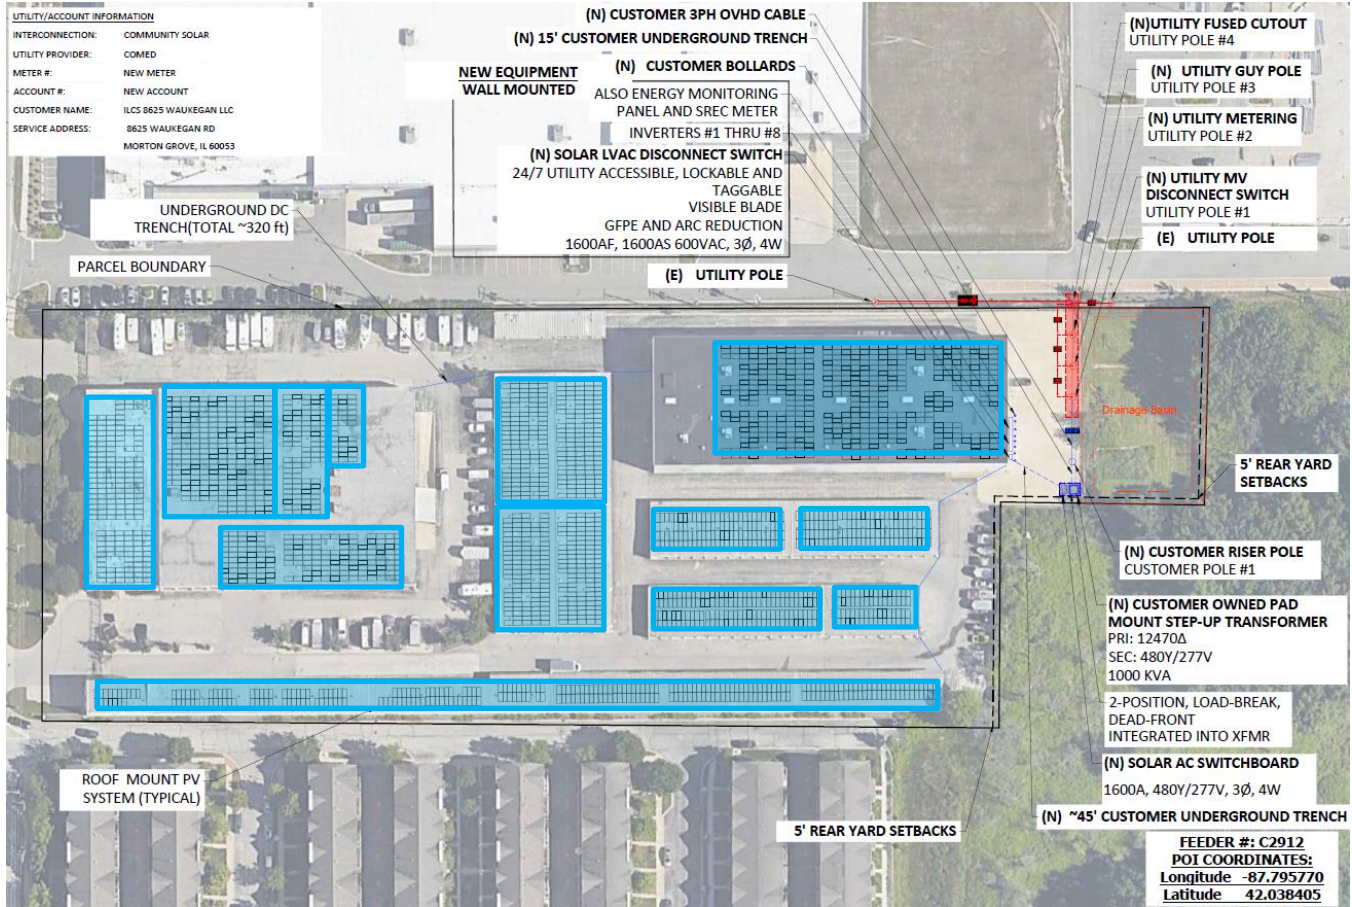 UTILITY/ACCOUNT INFORMATION
INTERCONNECTION: COMMUNITY SOLAR
UTILITY PROVIDER: COMED
METER #: NEW METER
ACCOUNT #: NEW ACCOUNT
CUSTOMER NAME: ILCS 8625 WAUKEGAN LLC
SERVICE ADDRESS: 8625 WAUKEGAN RD
MORTON GROVE, IL 60053
(N) CUSTOMER 3PH OVHD CABLE
(N) 15' CUSTOMER UNDERGROUND TRENCH
(N) CUSTOMER BOLLARDS
NEW EQUIPMENT
WALL MOUNTED
ALSO ENERGY MONITORING
PANEL AND SREC METER
INVERTERS #1 THRU #8
(N) SOLAR LVAC DISCONNECT SWITCH
24/7 UTILITY ACCESSIBLE, LOCKABLE AND
TAGGABLE
VISIBLE BLADE
GFPE AND ARC REDUCTION
1600AF, 1600AS 600VAC, 3Ø, 4W
(E) UTILITY POLE
(N)UTILITY FUSED CUTOUT
UTILITY POLE #4
(N) UTILITY GUY POLE
UTILITY POLE #3
(N) UTILITY METERING
UTILITY POLE #2
(N) UTILITY MV
DISCONNECT SWITCH
UTILITY POLE #1
(E) UTILITY POLE
UNDERGROUND DC
TRENCH(TOTAL ~320 ft)
PARCEL BOUNDARY
Drainage Basin
5' REAR YARD
SETBACKS
(N) CUSTOMER RISER POLE
CUSTOMER POLE #1
(N) CUSTOMER OWNED PAD
MOUNT STEP-UP TRANSFORMER
PRI: 12470Δ
SEC: 480Y/277V
1000 KVA
2-POSITION, LOAD-BREAK,
DEAD-FRONT
INTEGRATED INTO XFMR
(N) SOLAR AC SWITCHBOARD
1600A, 480Y/277V, 3Ø, 4W
(N) ~45' CUSTOMER UNDERGROUND TRENCH
ROOF MOUNT PV
SYSTEM (TYPICAL)
5' REAR YARD SETBACKS
FEEDER #: C2912
POI COORDINATES:
Longitude -87.795770
Latitude 42.038405